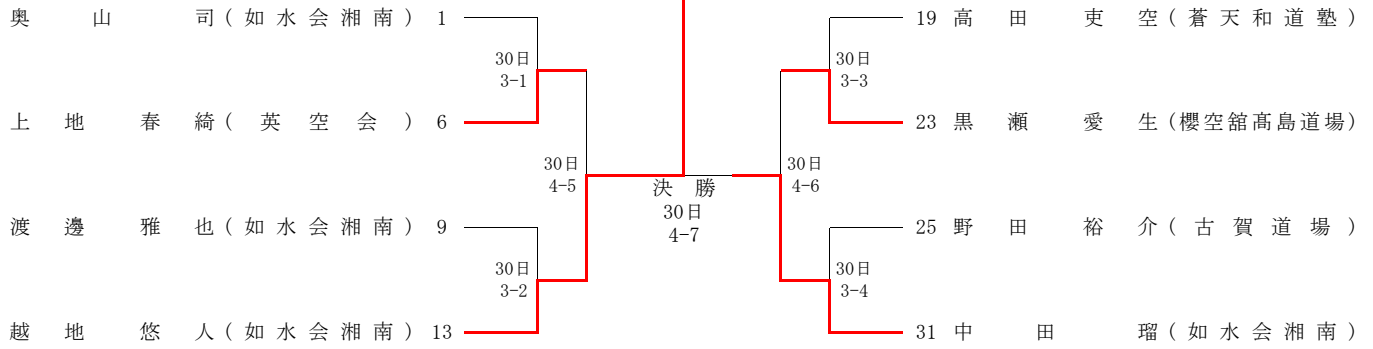 奥山司(如水会湘南) 1
19 高田吏空(蒼天和道塾)
30日
3-1
30日
3-3
上地春綺(英空会) 6
23 黒瀬愛生(櫻空舘髙島道場)
30日
4-5
30日
4-6
決勝
30日
4-7
渡邊雅也(如水会湘南) 9
25 野田裕介(古賀道場)
30日
3-2
30日
3-4
越地悠人(如水会湘南) 13
31 中田瑠(如水会湘南)